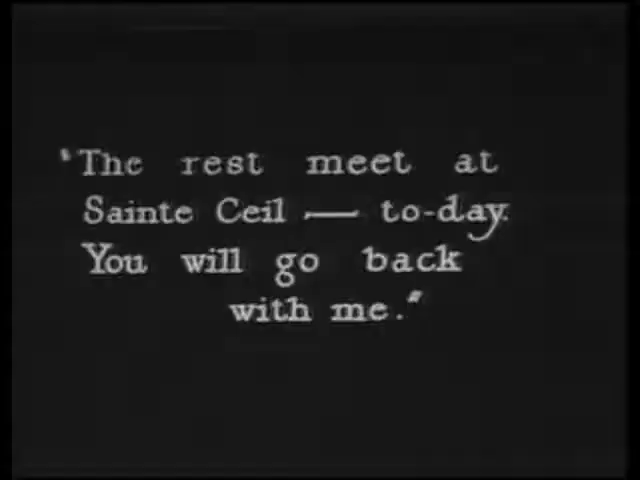 "The rest meet at
Sainte Ceil — to-day.
You will go back
with me."